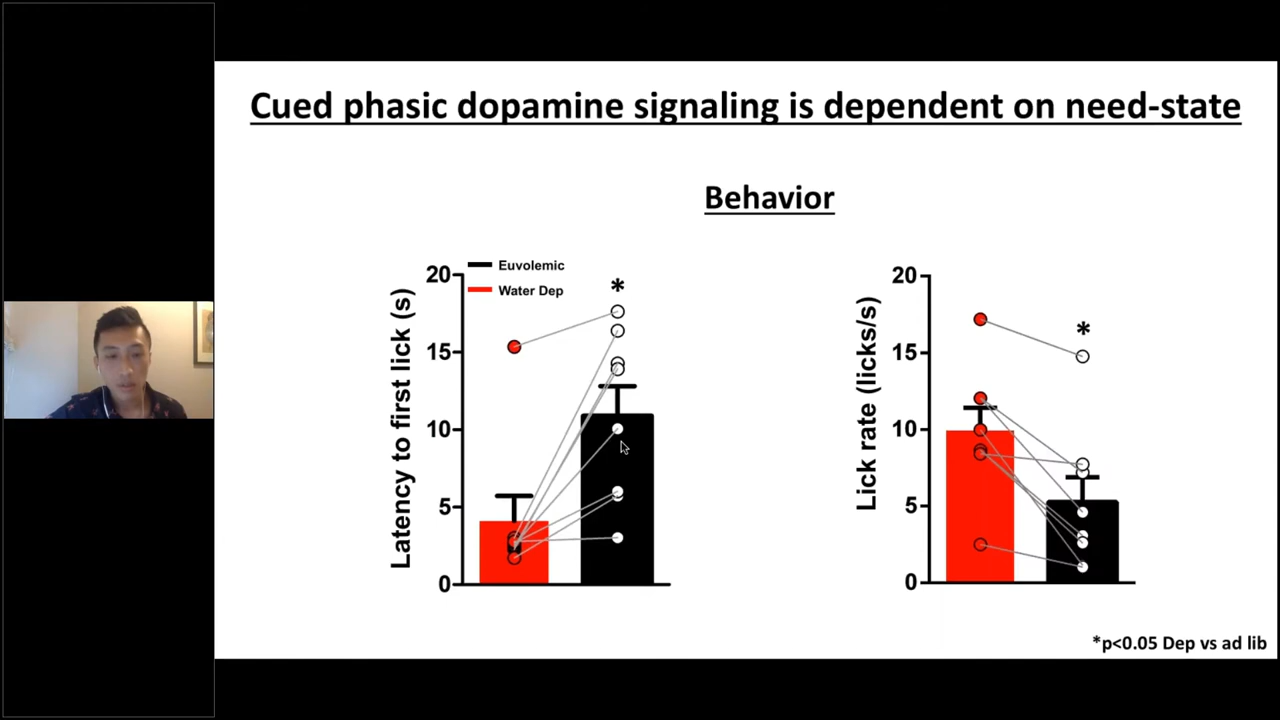 Cued phasic dopamine signaling is dependent on need-state
Behavior
Euvolemic
Water Dep
Latency to first lick (s)
20
15
10
5
0
*
Lick rate (licks/s)
20
15
10
5
0
*
*p<0.05 Dep vs ad lib